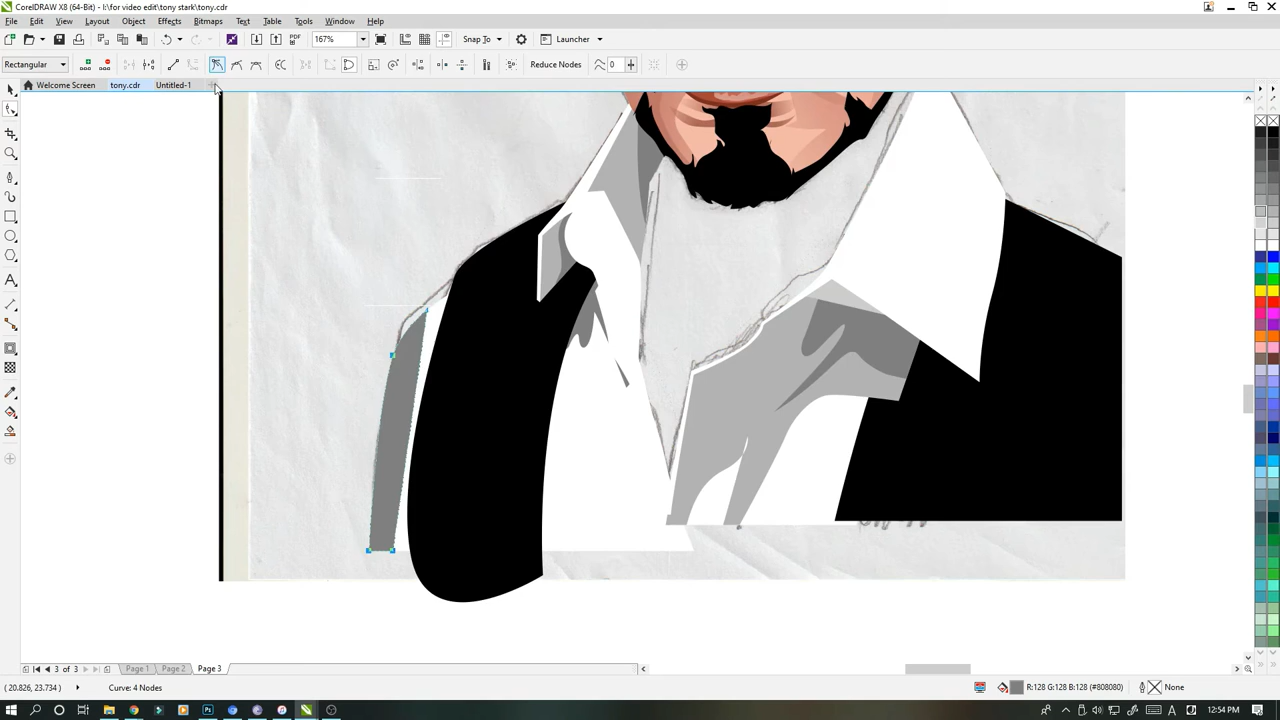 CorelDRAW X8 (64-Bit) - I:\for video edit\tony stark\tony.cdr
File Edit View Layout Object Effects Bitmaps Text Table Tools Window Help
PDF 167% Snap To Launcher
Rectangular Reduce Nodes 0
Welcome Screen tony.cdr Untitled-1
3 of 3 Page 1 Page 2 Page 3
(20.826, 23.734) Curve: 4 Nodes R:128 G:128 B:128 (#808080) None
12:54 PM